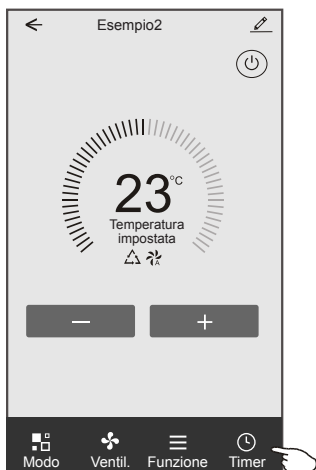 Esempio2
23°C
Temperatura
impostata
A
— +
Modo Ventil. Funzione Timer